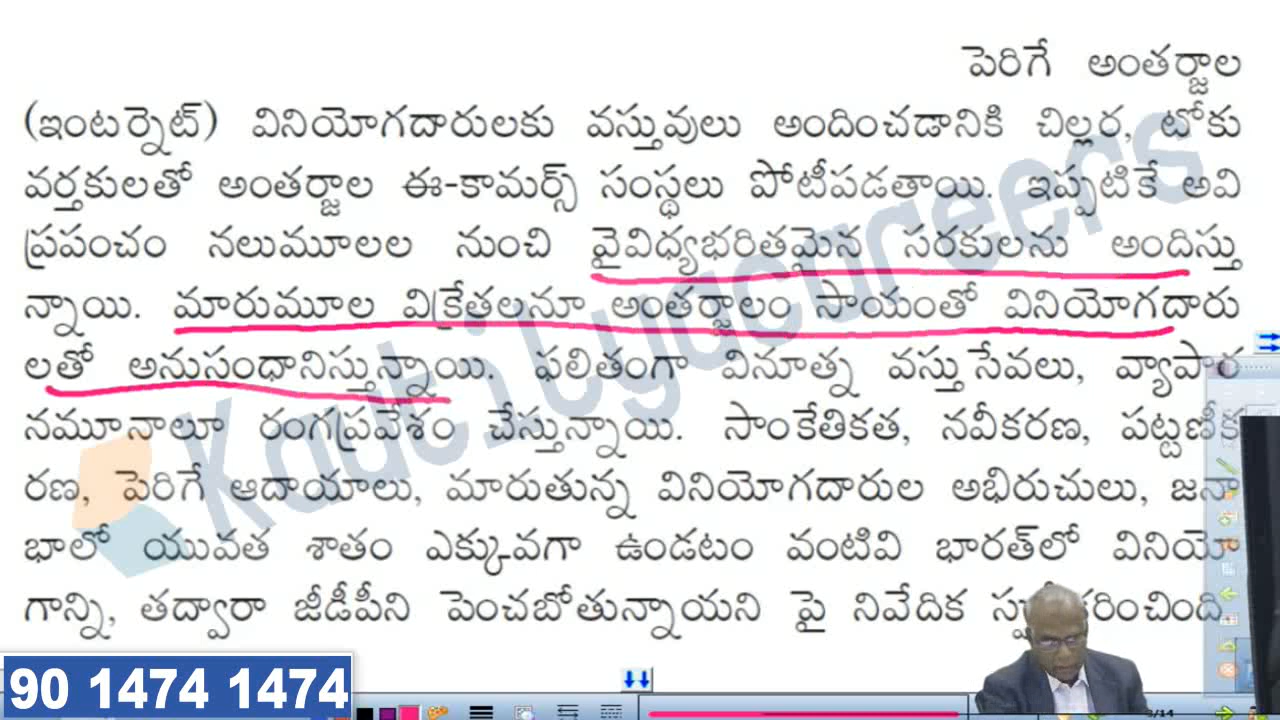 పెరిగే అంతర్జాల
(ఇంటర్నెట్) వినియోగదారులకు వస్తువులు అందించడానికి చిల్లర, టోకు
వర్తకులతో అంతర్జాల ఈ-కామర్స్ సంస్థలు పోటీపడతాయి. ఇప్పటికే అవి
ప్రపంచం నలుమూలల నుంచి వైవిధ్యభరితమైన సరకులను అందిస్తు
న్నాయి. మారుమూల విక్రేతలనూ అంతర్జాలం సాయంతో వినియోగదారు
లతో అనుసంధానిస్తున్నాయి. ఫలితంగా వినూత్న వస్తుసేవలు, వ్యాపార
నమూనాలూ రంగప్రవేశం చేస్తున్నాయి. సాంకేతికత, నవీకరణ, పట్టణీక
రణ, పెరిగే ఆదాయాలు, మారుతున్న వినియోగదారుల అభిరుచులు, జనా
భాలో యువత శాతం ఎక్కువగా ఉండటం వంటివి భారత్‌లో వినియో
గాన్ని, తద్వారా జీడీపీని పెంచబోతున్నాయని పై నివేదిక
Kautilyacareers
90 1474 1474